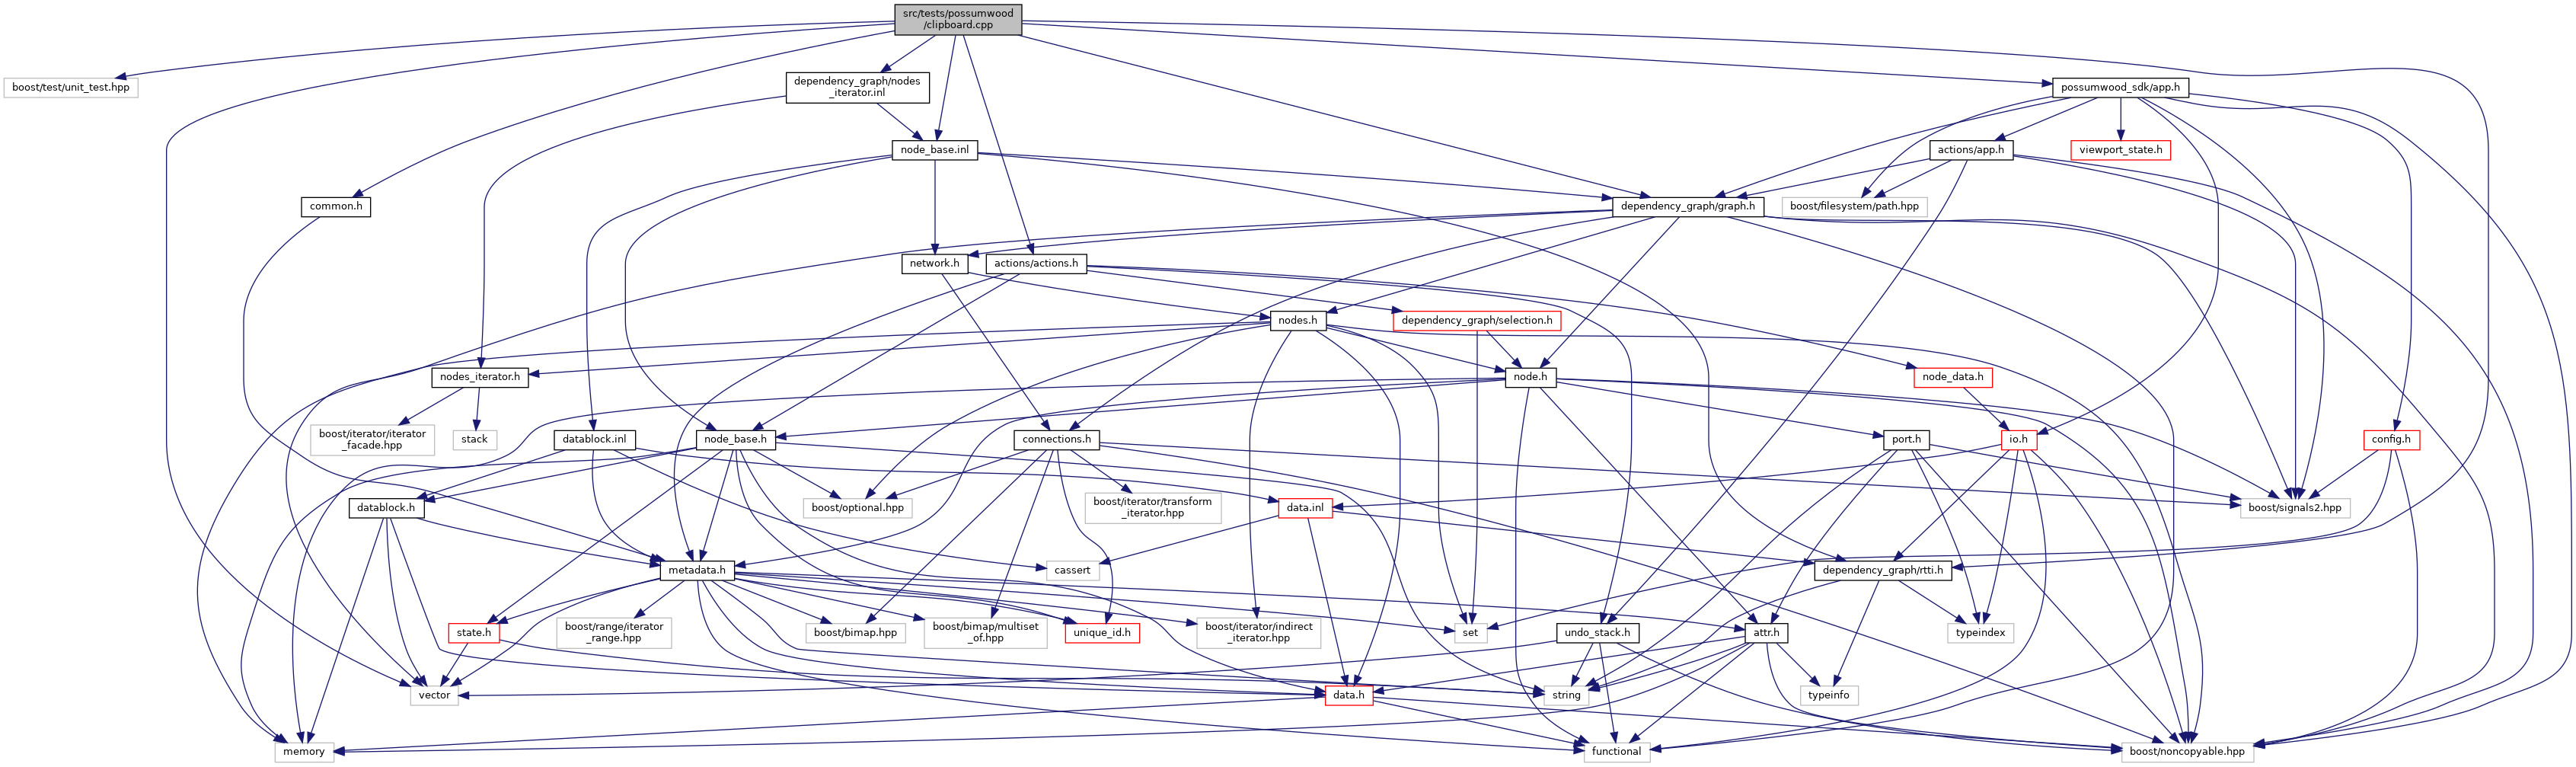 src/tests/possumwood
/clipboard.cpp
boost/test/unit_test.hpp
dependency_graph/nodes
_iterator.inl
possumwood_sdk/app.h
node_base.inl
actions/app.h
viewport_state.h
common.h
dependency_graph/graph.h
boost/filesystem/path.hpp
network.h
actions/actions.h
nodes.h
dependency_graph/selection.h
nodes_iterator.h
node.h
node_data.h
boost/iterator/iterator
_facade.hpp
stack
datablock.inl
node_base.h
connections.h
port.h
io.h
config.h
datablock.h
boost/optional.hpp
boost/iterator/transform
_iterator.hpp
data.inl
boost/signals2.hpp
metadata.h
cassert
dependency_graph/rtti.h
state.h
boost/range/iterator
_range.hpp
boost/bimap.hpp
boost/bimap/multiset
_of.hpp
unique_id.h
boost/iterator/indirect
_iterator.hpp
set
undo_stack.h
attr.h
typeindex
vector
data.h
string
typeinfo
memory
functional
boost/noncopyable.hpp